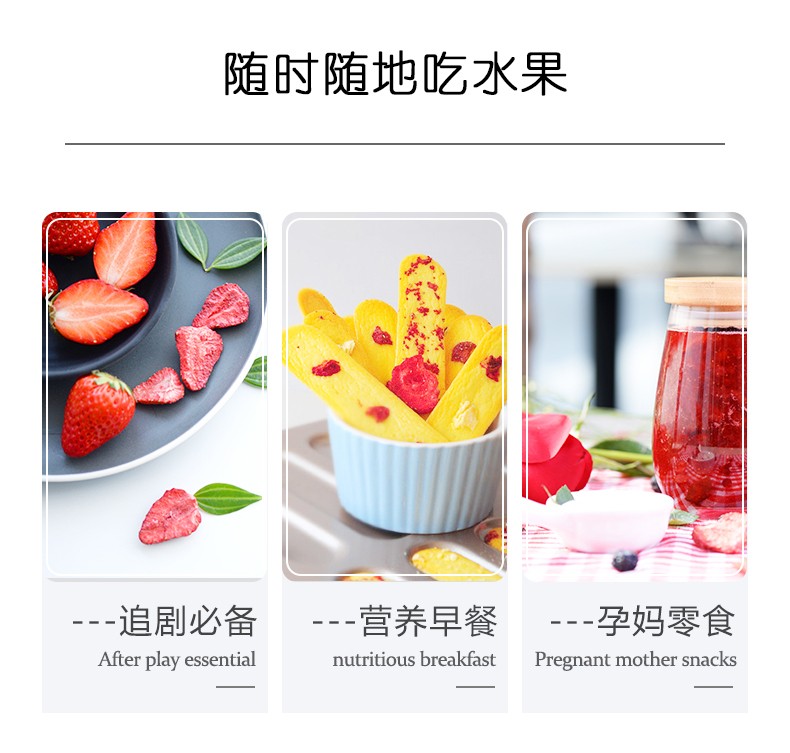 随时随地吃水果
---追剧必备
After play essential
---营养早餐
nutritious breakfast
---孕妈零食
Pregnant mother snacks